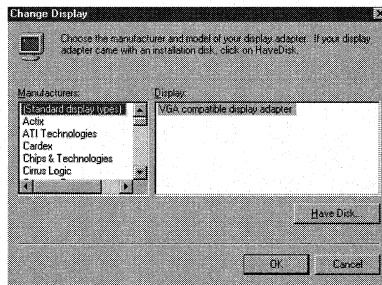 Change Display
Choose the manufacturer and model of your display adapter. If your display
adapter came with an installation disk, click on HaveDisk.
Manufacturers:
Display:
(Standard display types)
Actix
ATI Technologies
Cardex
Chips & Technologies
Cirrus Logic
VGA compatible display adapter
Have Disk...
OK
Cancel